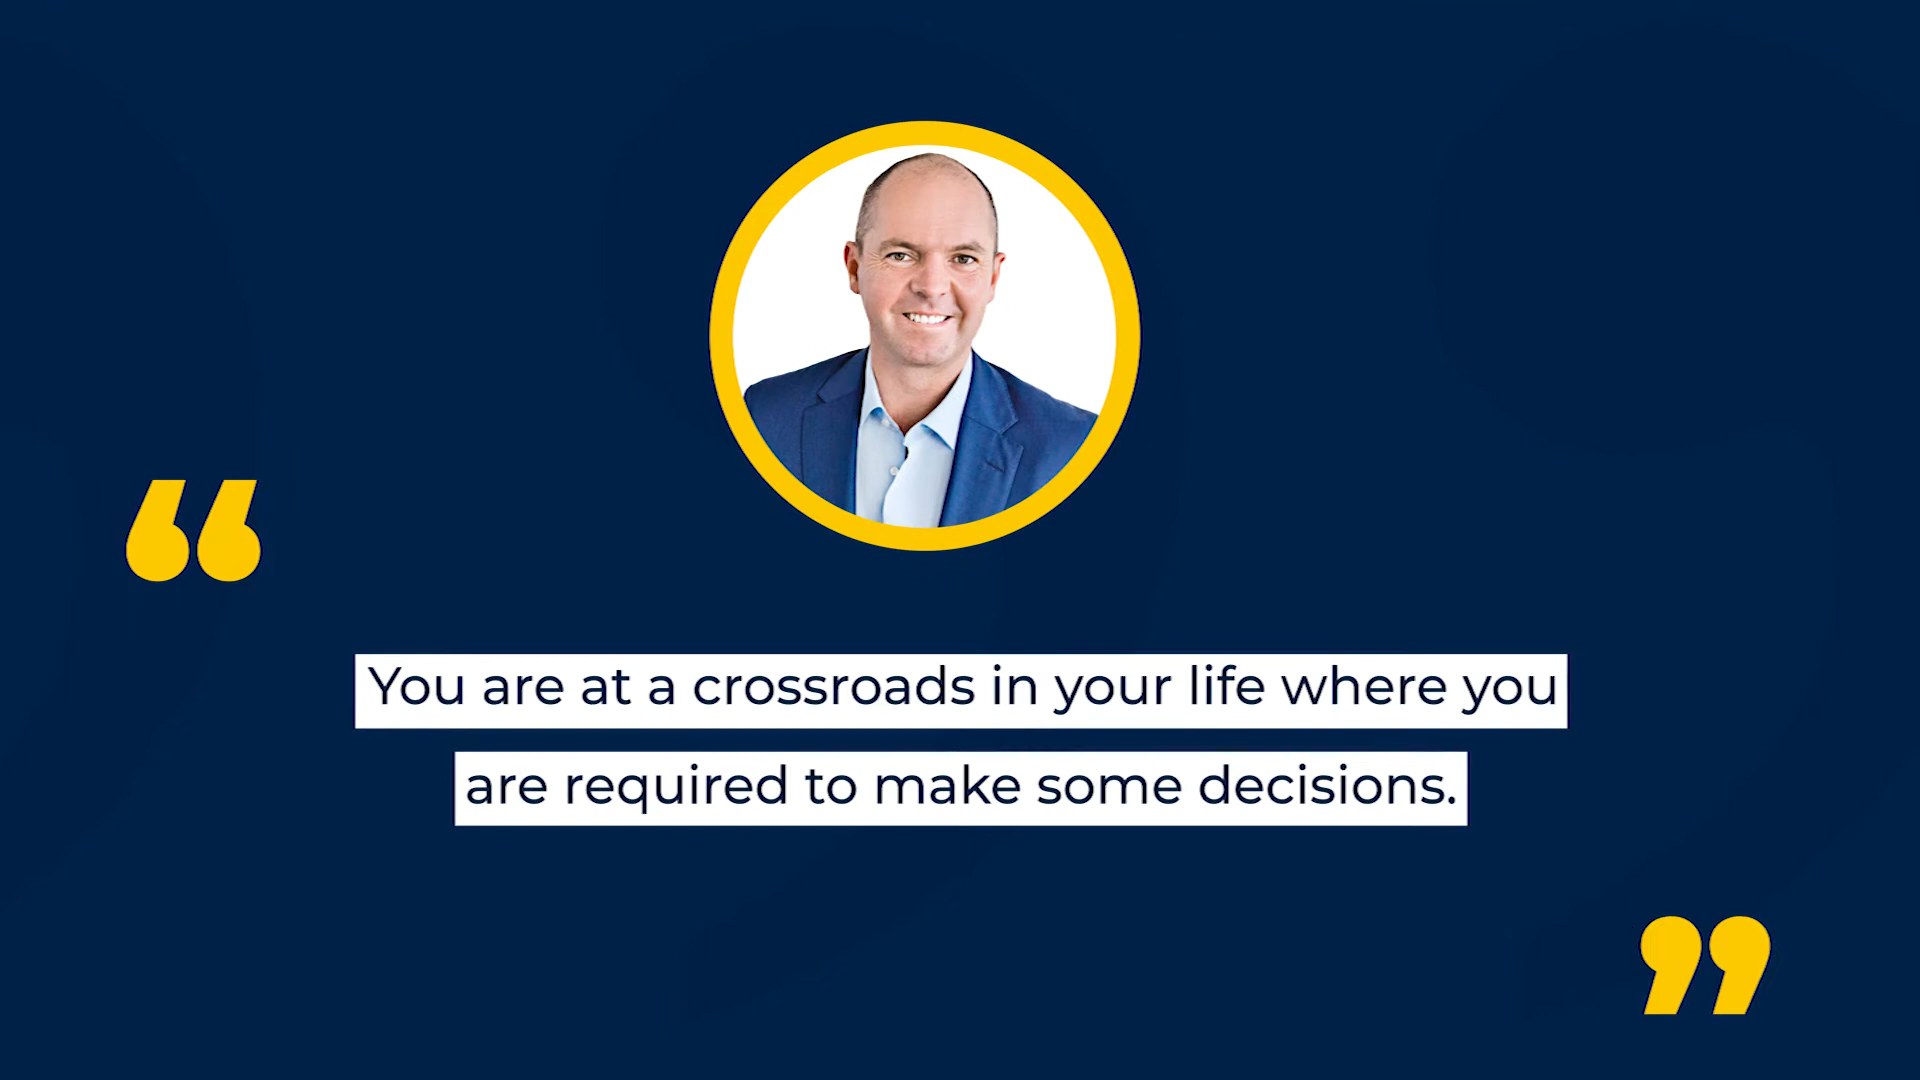 “
You are at a crossroads in your life where you
are required to make some decisions.
”